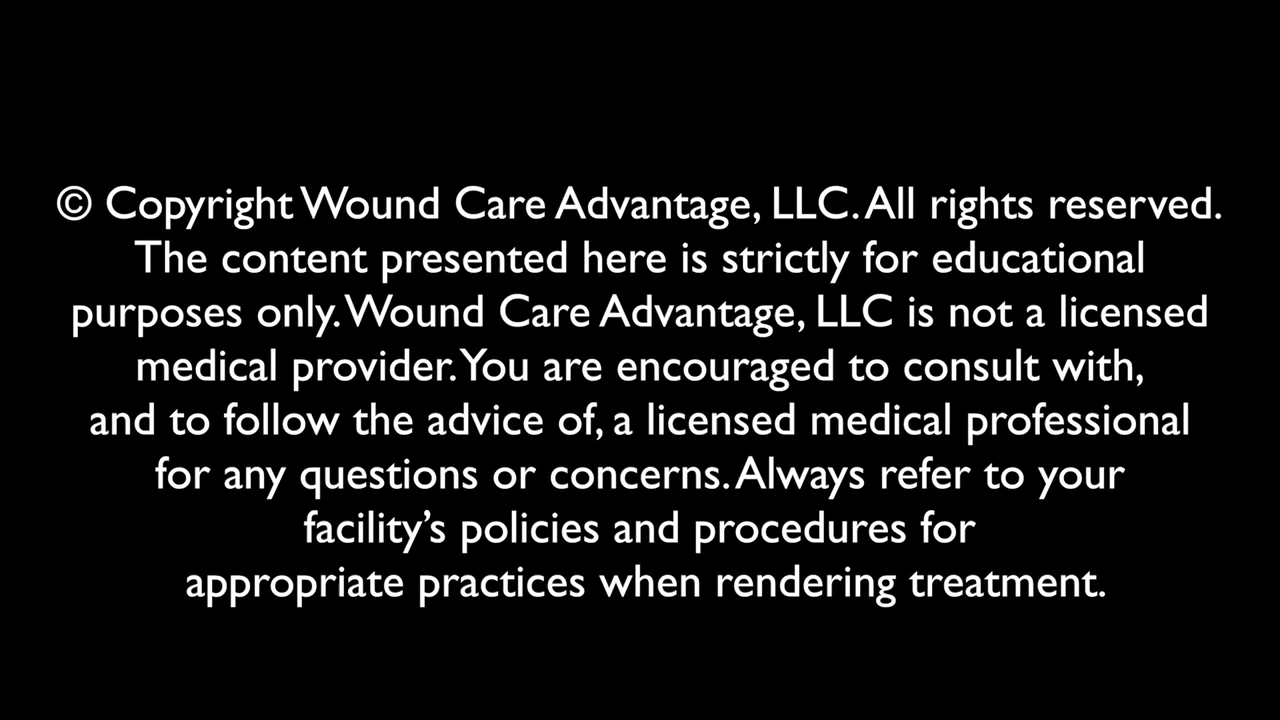 © Copyright Wound Care Advantage, LLC. All rights reserved.
The content presented here is strictly for educational
purposes only. Wound Care Advantage, LLC is not a licensed
medical provider. You are encouraged to consult with,
and to follow the advice of, a licensed medical professional
for any questions or concerns. Always refer to your
facility’s policies and procedures for
appropriate practices when rendering treatment.